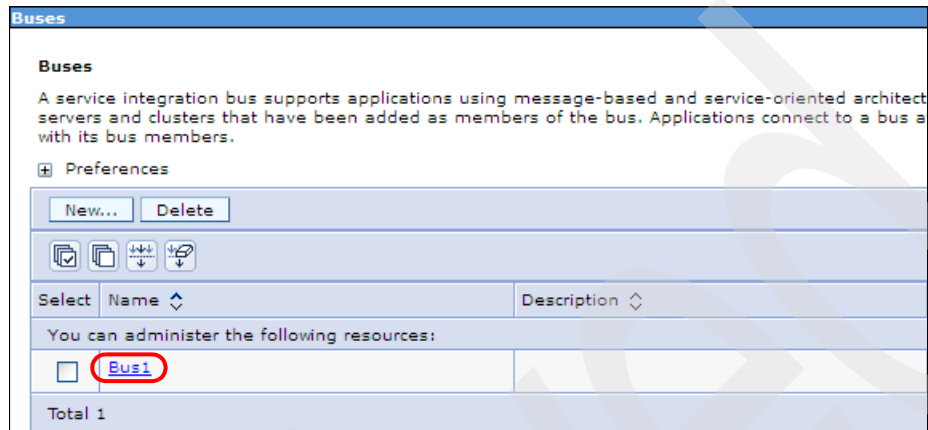 Buses
Buses
A service integration bus supports applications using message-based and service-oriented architect
servers and clusters that have been added as members of the bus. Applications connect to a bus a
with its bus members.
Preferences
New... Delete
Select Name Description
You can administer the following resources:
Bus1
Total 1